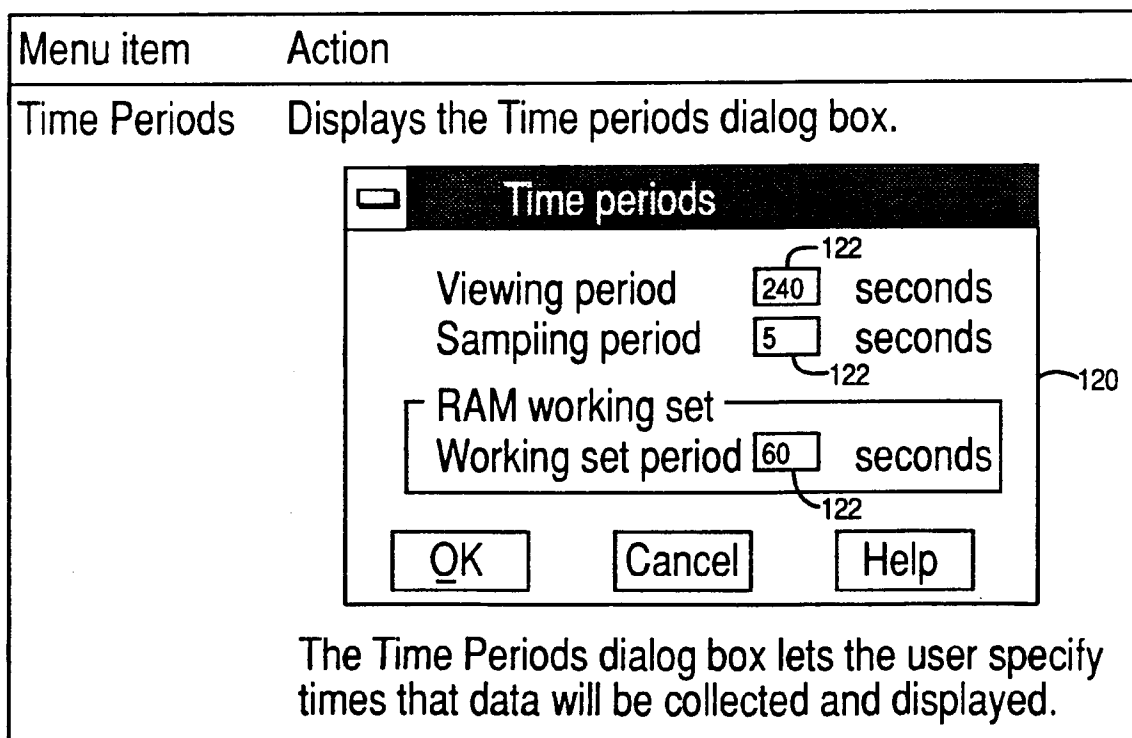 Menu item Action
Time Periods Displays the Time periods dialog box.
Time periods
122
Viewing period 240 seconds
Sampiing period 5 seconds
122
120
RAM working set
Working set period 60 seconds
122
OK Cancel Help
The Time Periods dialog box lets the user specify
times that data will be collected and displayed.